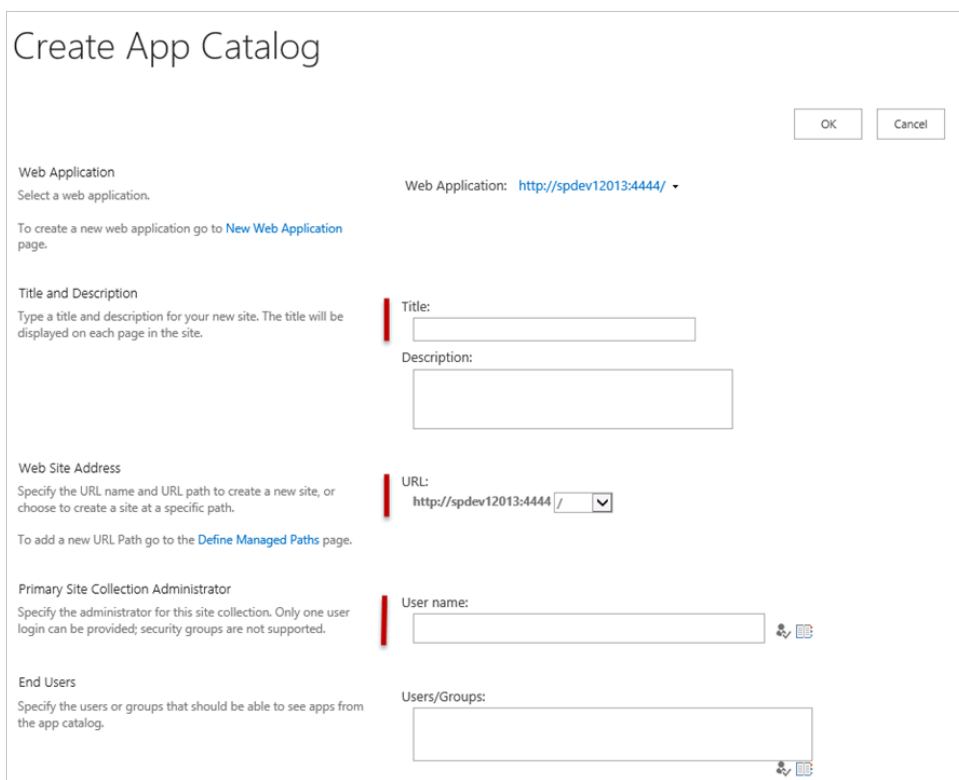 Create App Catalog
OK
Cancel
Web Application
Select a web application.
To create a new web application go to New Web Application
page.
Web Application: http://spdev12013:4444/
Title and Description
Type a title and description for your new site. The title will be
displayed on each page in the site.
Title:
Description:
Web Site Address
Specify the URL name and URL path to create a new site, or
choose to create a site at a specific path.
To add a new URL Path go to the Define Managed Paths page.
URL:
http://spdev12013:4444 /
Primary Site Collection Administrator
Specify the administrator for this site collection. Only one user
login can be provided; security groups are not supported.
User name:
End Users
Specify the users or groups that should be able to see apps from
the app catalog.
Users/Groups: